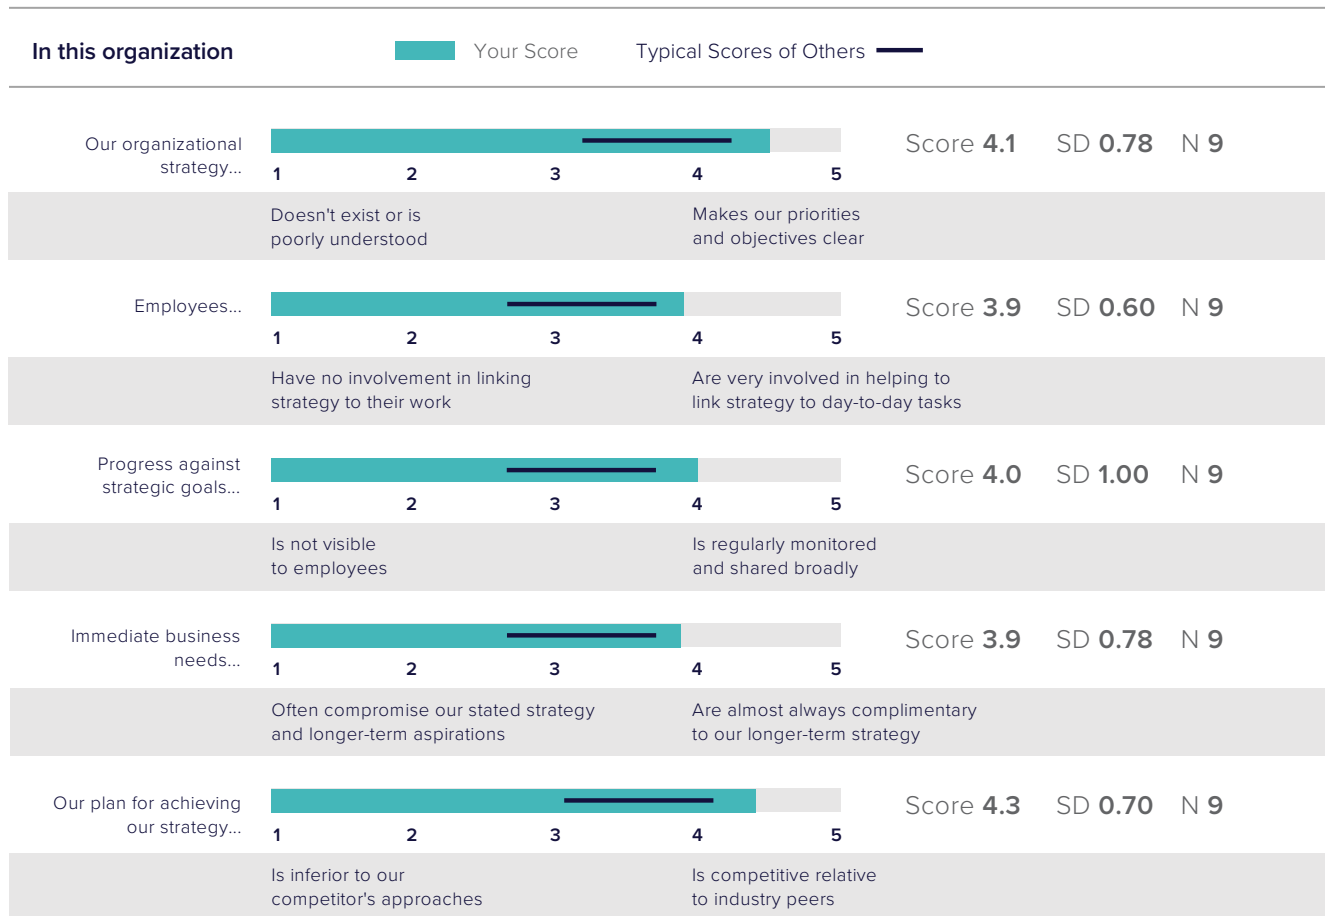 In this organization
Your Score
Typical Scores of Others
Our organizational
strategy...
1 2 3 4 5
Score 4.1 SD 0.78 N 9
Doesn't exist or is
poorly understood
Makes our priorities
and objectives clear
Employees...
1 2 3 4 5
Score 3.9 SD 0.60 N 9
Have no involvement in linking
strategy to their work
Are very involved in helping to
link strategy to day-to-day tasks
Progress against
strategic goals...
1 2 3 4 5
Score 4.0 SD 1.00 N 9
Is not visible
to employees
Is regularly monitored
and shared broadly
Immediate business
needs...
1 2 3 4 5
Score 3.9 SD 0.78 N 9
Often compromise our stated strategy
and longer-term aspirations
Are almost always complimentary
to our longer-term strategy
Our plan for achieving
our strategy...
1 2 3 4 5
Score 4.3 SD 0.70 N 9
Is inferior to our
competitor's approaches
Is competitive relative
to industry peers